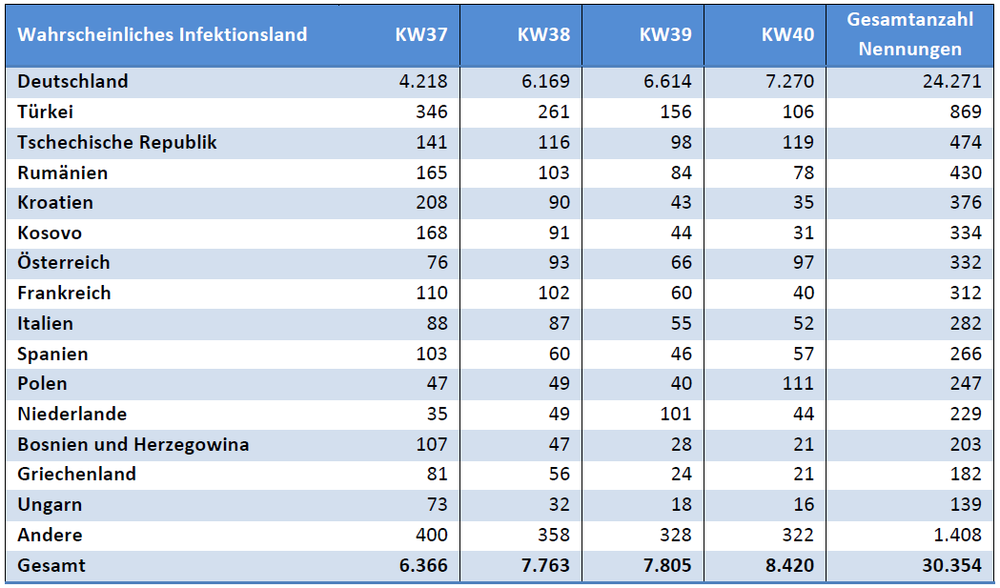 Wahrscheinliches Infektionsland KW37 KW38 KW39 KW40 Gesamtanzahl Nennungen
Deutschland 4.218 6.169 6.614 7.270 24.271
Türkei 346 261 156 106 869
Tschechische Republik 141 116 98 119 474
Rumänien 165 103 84 78 430
Kroatien 208 90 43 35 376
Kosovo 168 91 44 31 334
Österreich 76 93 66 97 332
Frankreich 110 102 60 40 312
Italien 88 87 55 52 282
Spanien 103 60 46 57 266
Polen 47 49 40 111 247
Niederlande 35 49 101 44 229
Bosnien und Herzegowina 107 47 28 21 203
Griechenland 81 56 24 21 182
Ungarn 73 32 18 16 139
Andere 400 358 328 322 1.408
Gesamt 6.366 7.763 7.805 8.420 30.354